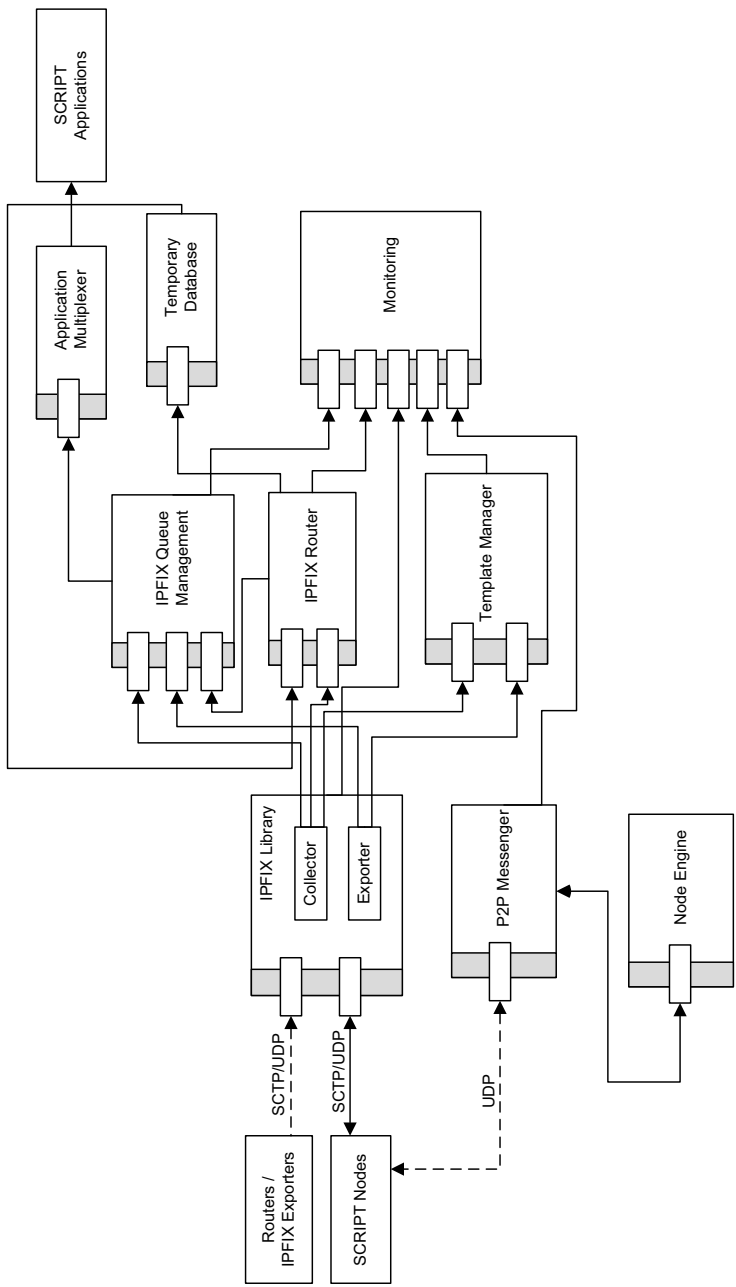 Routers /
IPFIX Exporters
SCTP/UDP
SCRIPT Nodes
SCTP/UDP
UDP
IPFIX Library
Collector
Exporter
P2P Messenger
Node Engine
IPFIX Queue
Management
IPFIX Router
Template Manager
Application
Multiplexer
Temporary
Database
Monitoring
SCRIPT
Applications